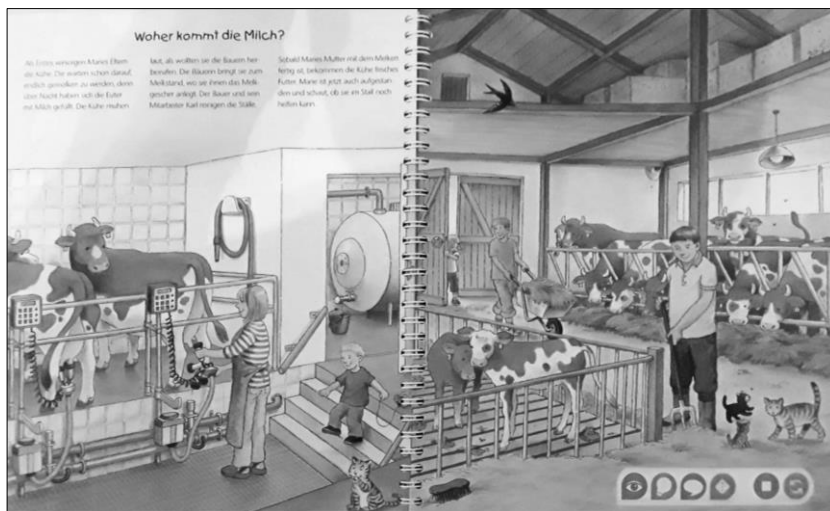 Woher kommt die Milch?
Als Erstes versorgen Maries Eltern
die Kühe. Die warten schon darauf,
endlich gemolken zu werden, denn
über Nacht haben sich die Euter
mit Milch gefüllt. Die Kühe muhen
laut, als wollten sie die Bauern her-
beirufen. Die Bäuerin bringt sie zum
Melkstand, wo sie ihnen das Melk-
geschirr anlegt. Der Bauer und sein
Mitarbeiter Karl reinigen die Ställe.
Sobald Maries Mutter mit dem Melken
fertig ist, bekommen die Kühe frisches
Futter. Marie ist jetzt auch aufgestan-
den und schaut, ob sie im Stall noch
helfen kann.